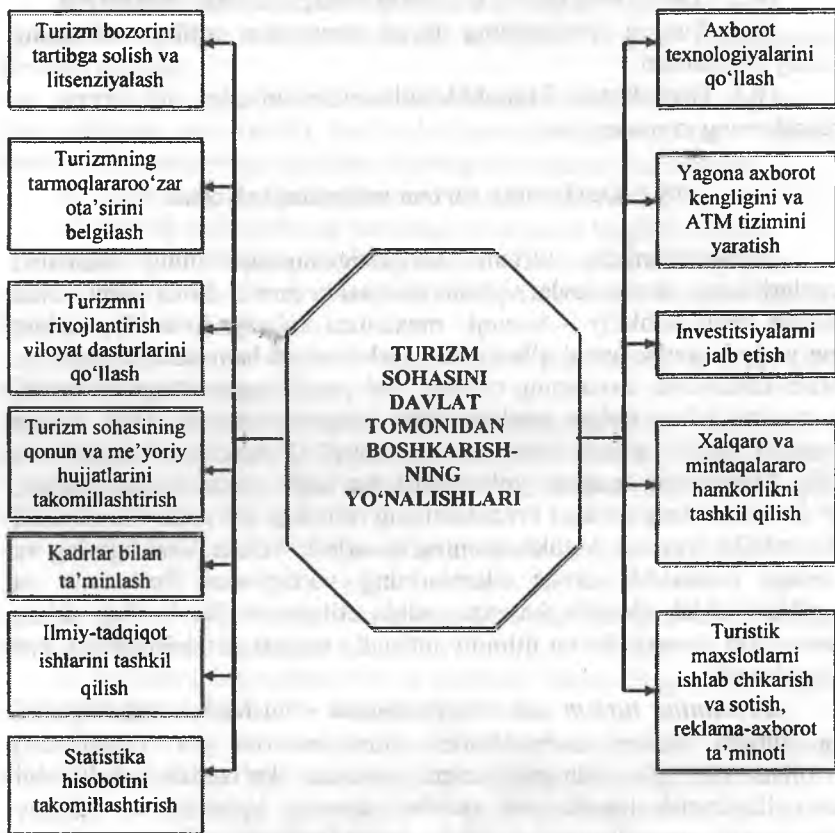 Turizm bozorini
tartibga solish va
litsenziyalash
Turizmning
tarmoqlararoo‘zar
ota’sirini
belgilash
Turizmni
rivojlantirish
viloyat dasturlarini
qo‘llash
Turizm sohasining
qonun va me’yoriy
hujjatlarini
takomillashtirish
Kadrlar bilan
ta’minlash
Ilmiy-tadqiqot
ishlarini tashkil
qilish
Statistika
hisobotini
takomillashtirish
TURIZM
SOHASINI
DAVLAT
TOMONIDAN
BOSHKARISH-
NING
YO‘NALISHLARI
Axborot
texnologiyalarini
qo‘llash
Yagona axborot
kengligini va
ATM tizimini
yaratish
Investitsiyalarni
jalb etish
Xalqaro va
mintaqalararo
hamkorlikni
tashkil qilish
Turistik
maxslotlarni
ishlab chikarish
va sotish,
reklama-axborot
ta’minoti